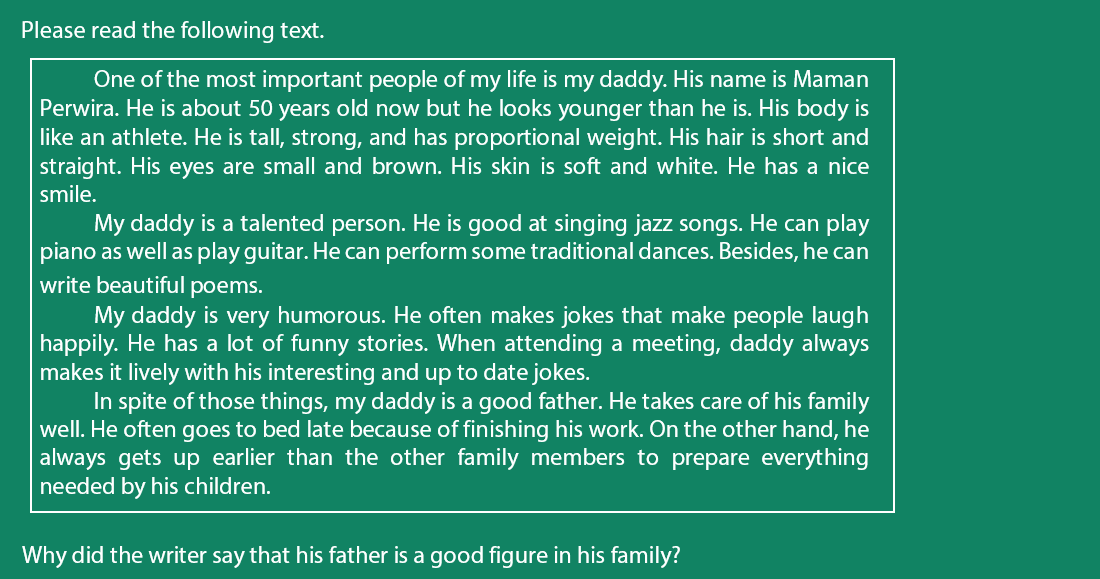 Please read the following text.
One of the most important people of my life is my daddy. His name is Maman
Perwira. He is about 50 years old now but he looks younger than he is. His body is
like an athlete. He is tall, strong, and has proportional weight. His hair is short and
straight. His eyes are small and brown. His skin is soft and white. He has a nice
smile.
My daddy is a talented person. He is good at singing jazz songs. He can play
piano as well as play guitar. He can perform some traditional dances. Besides, he can
write beautiful poems.
My daddy is very humorous. He often makes jokes that make people laugh
happily. He has a lot of funny stories. When attending a meeting, daddy always
makes it lively with his interesting and up to date jokes.
In spite of those things, my daddy is a good father. He takes care of his family
well. He often goes to bed late because of finishing his work. On the other hand, he
always gets up earlier than the other family members to prepare everything
needed by his children.
Why did the writer say that his father is a good figure in his family?